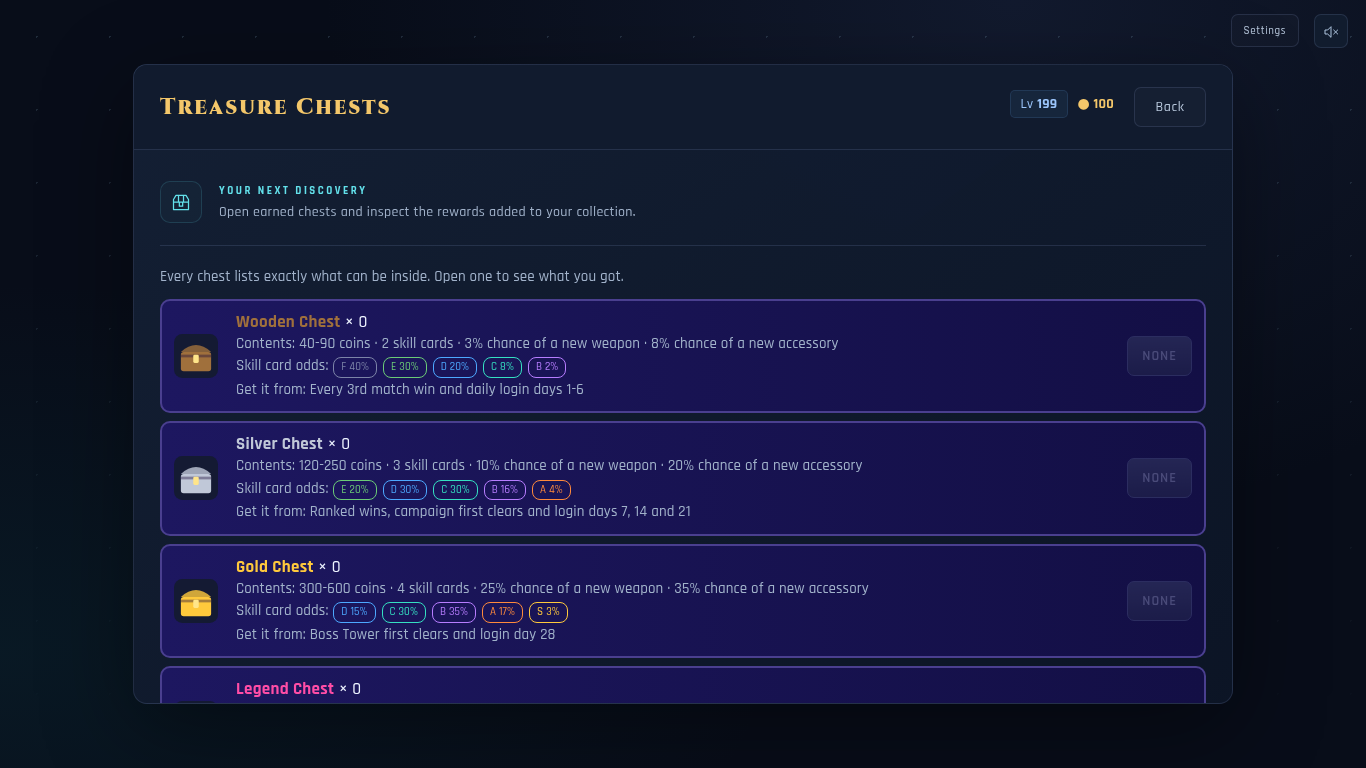 Settings
Treasure Chests
Lv 199
100
Back
YOUR NEXT DISCOVERY
Open earned chests and inspect the rewards added to your collection.
Every chest lists exactly what can be inside. Open one to see what you got.
Wooden Chest × 0
Contents: 40-90 coins · 2 skill cards · 3% chance of a new weapon · 8% chance of a new accessory
Skill card odds: F 40% E 30% D 20% C 8% B 2%
Get it from: Every 3rd match win and daily login days 1-6
NONE
Silver Chest × 0
Contents: 120-250 coins · 3 skill cards · 10% chance of a new weapon · 20% chance of a new accessory
Skill card odds: E 20% D 30% C 30% B 16% A 4%
Get it from: Ranked wins, campaign first clears and login days 7, 14 and 21
NONE
Gold Chest × 0
Contents: 300-600 coins · 4 skill cards · 25% chance of a new weapon · 35% chance of a new accessory
Skill card odds: D 15% C 30% B 35% A 17% S 3%
Get it from: Boss Tower first clears and login day 28
NONE
Legend Chest × 0